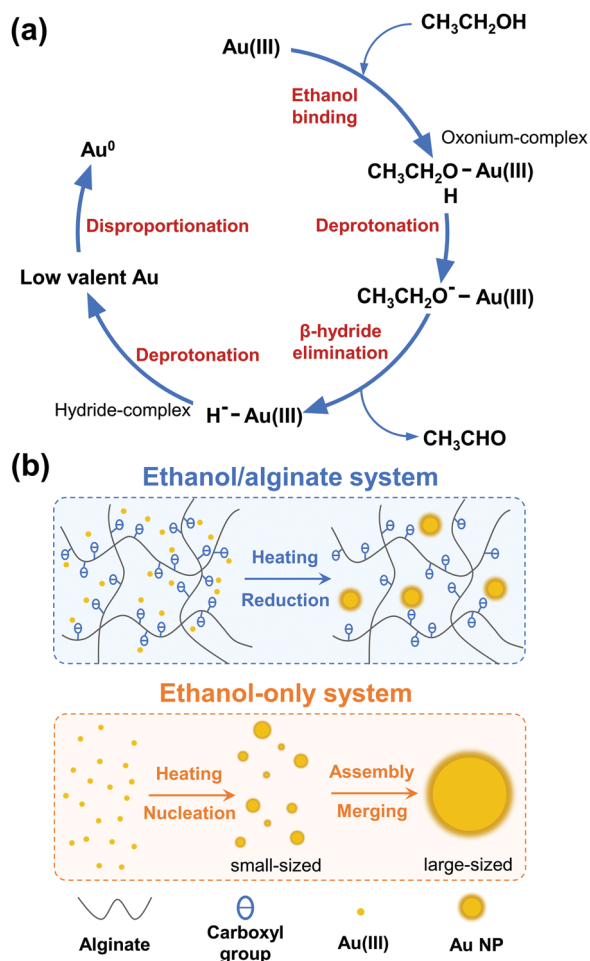 (a)
CH3CH2OH
Au(III)
Ethanol
binding
Oxonium-complex
CH3CH2O – Au(III)
H
Au⁰
Disproportionation
Deprotonation
Low valent Au
CH3CH2O⁻ – Au(III)
β-hydride
elimination
Deprotonation
Hydride-complex
H⁻ – Au(III)
CH3CHO
(b)
Ethanol/alginate system
Heating
Reduction
Ethanol-only system
Heating
Nucleation
Assembly
Merging
small-sized
large-sized
Alginate
Carboxyl
group
Au(III)
Au NP